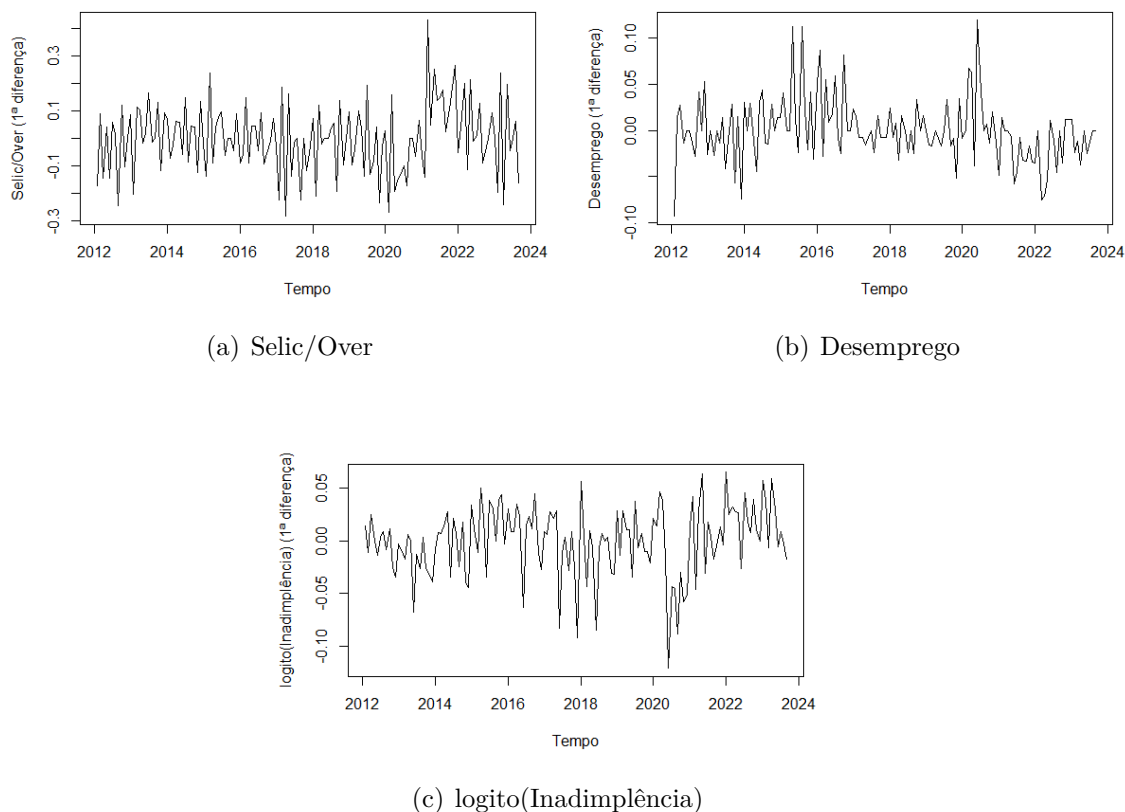 Selic/Over (1ª diferença)
0.3
0.1
-0.1
-0.3
2012 2014 2016 2018 2020 2022 2024
Tempo
(a) Selic/Over
Desemprego (1ª diferença)
0.10
0.05
0.00
-0.10
2012 2014 2016 2018 2020 2022 2024
Tempo
(b) Desemprego
logito(Inadimplência) (1ª diferença)
0.05
0.00
-0.05
-0.10
2012 2014 2016 2018 2020 2022 2024
Tempo
(c) logito(Inadimplência)